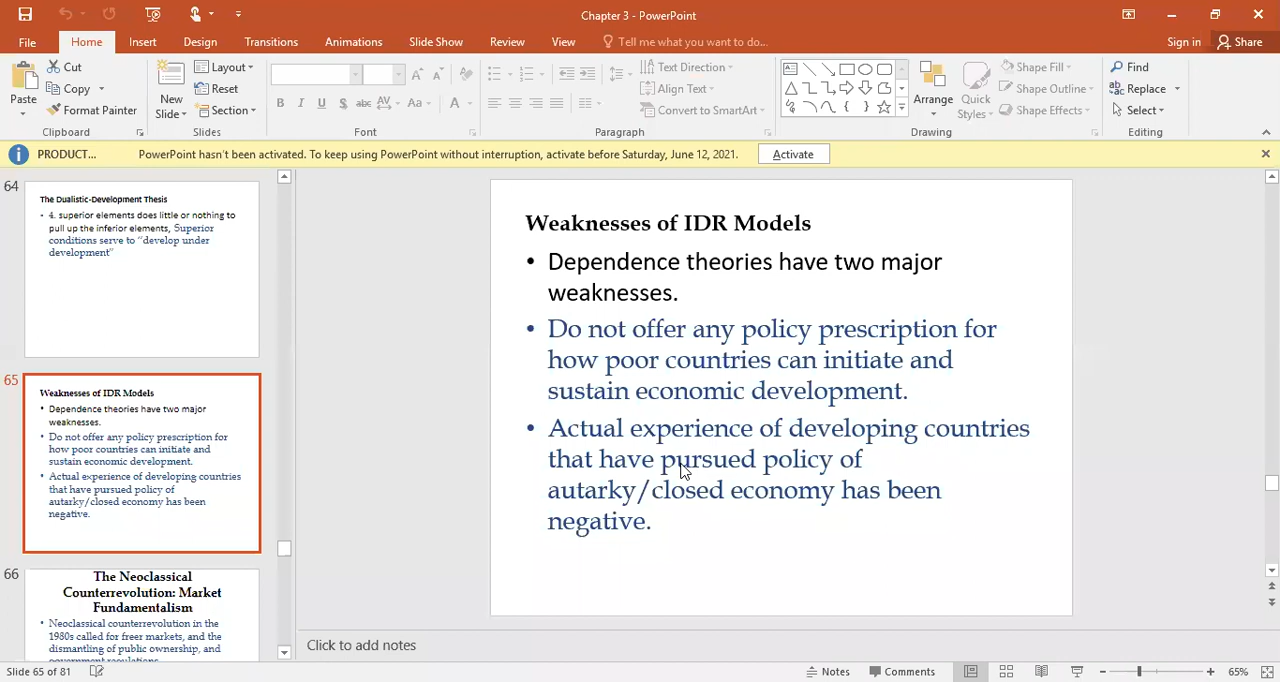 Chapter 3 - PowerPoint
File Home Insert Design Transitions Animations Slide Show Review View Tell me what you want to do... Sign in Share
Paste
Cut
Copy
Format Painter
Clipboard
New
Slide
Layout
Reset
Section
Slides
B I U S abc AV Aa A
Font
Text Direction
Align Text
Convert to SmartArt
Paragraph
Arrange
Quick
Styles
Shape Fill
Shape Outline
Shape Effects
Drawing
Find
Replace
Select
Editing
PRODUCT... PowerPoint hasn't been activated. To keep using PowerPoint without interruption, activate before Saturday, June 12, 2021. Activate
64
The Dualistic-Development Thesis
• 4. superior elements does little or nothing to
pull up the inferior elements, Superior
conditions serve to "develop under
development"
65
Weaknesses of IDR Models
• Dependence theories have two major
weaknesses.
• Do not offer any policy prescription for
how poor countries can initiate and
sustain economic development.
• Actual experience of developing countries
that have pursued policy of
autarky/closed economy has been
negative.
66
The Neoclassical
Counterrevolution: Market
Fundamentalism
• Neoclassical counterrevolution in the
1980s called for freer markets, and the
dismantling of public ownership, and
government regulations.
Weaknesses of IDR Models
• Dependence theories have two major
weaknesses.
• Do not offer any policy prescription for
how poor countries can initiate and
sustain economic development.
• Actual experience of developing countries
that have pursued policy of
autarky/closed economy has been
negative.
Click to add notes
Slide 65 of 81 Notes Comments 65%